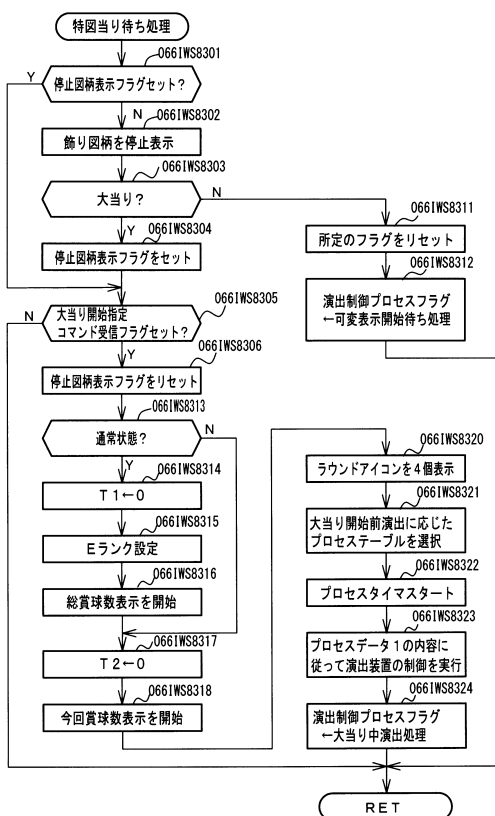 特図当り待ち処理
066IWS8301
停止図柄表示フラグセット?
Y
N
066IWS8302
飾り図柄を停止表示
066IWS8303
大当り?
N
Y
066IWS8304
停止図柄表示フラグをセット
066IWS8311
所定のフラグをリセット
066IWS8312
演出制御プロセスフラグ
←可変表示開始待ち処理
066IWS8305
大当り開始指定
コマンド受信フラグセット?
N
Y
066IWS8306
停止図柄表示フラグをリセット
066IWS8313
通常状態?
N
Y
066IWS8314
T1←0
066IWS8315
Eランク設定
066IWS8316
総賞球数表示を開始
066IWS8317
T2←0
066IWS8318
今回賞球数表示を開始
066IWS8320
ラウンドアイコンを4個表示
066IWS8321
大当り開始前演出に応じた
プロセステーブルを選択
066IWS8322
プロセスタイマスタート
066IWS8323
プロセスデータ1の内容に
従って演出装置の制御を実行
066IWS8324
演出制御プロセスフラグ
←大当り中演出処理
RET